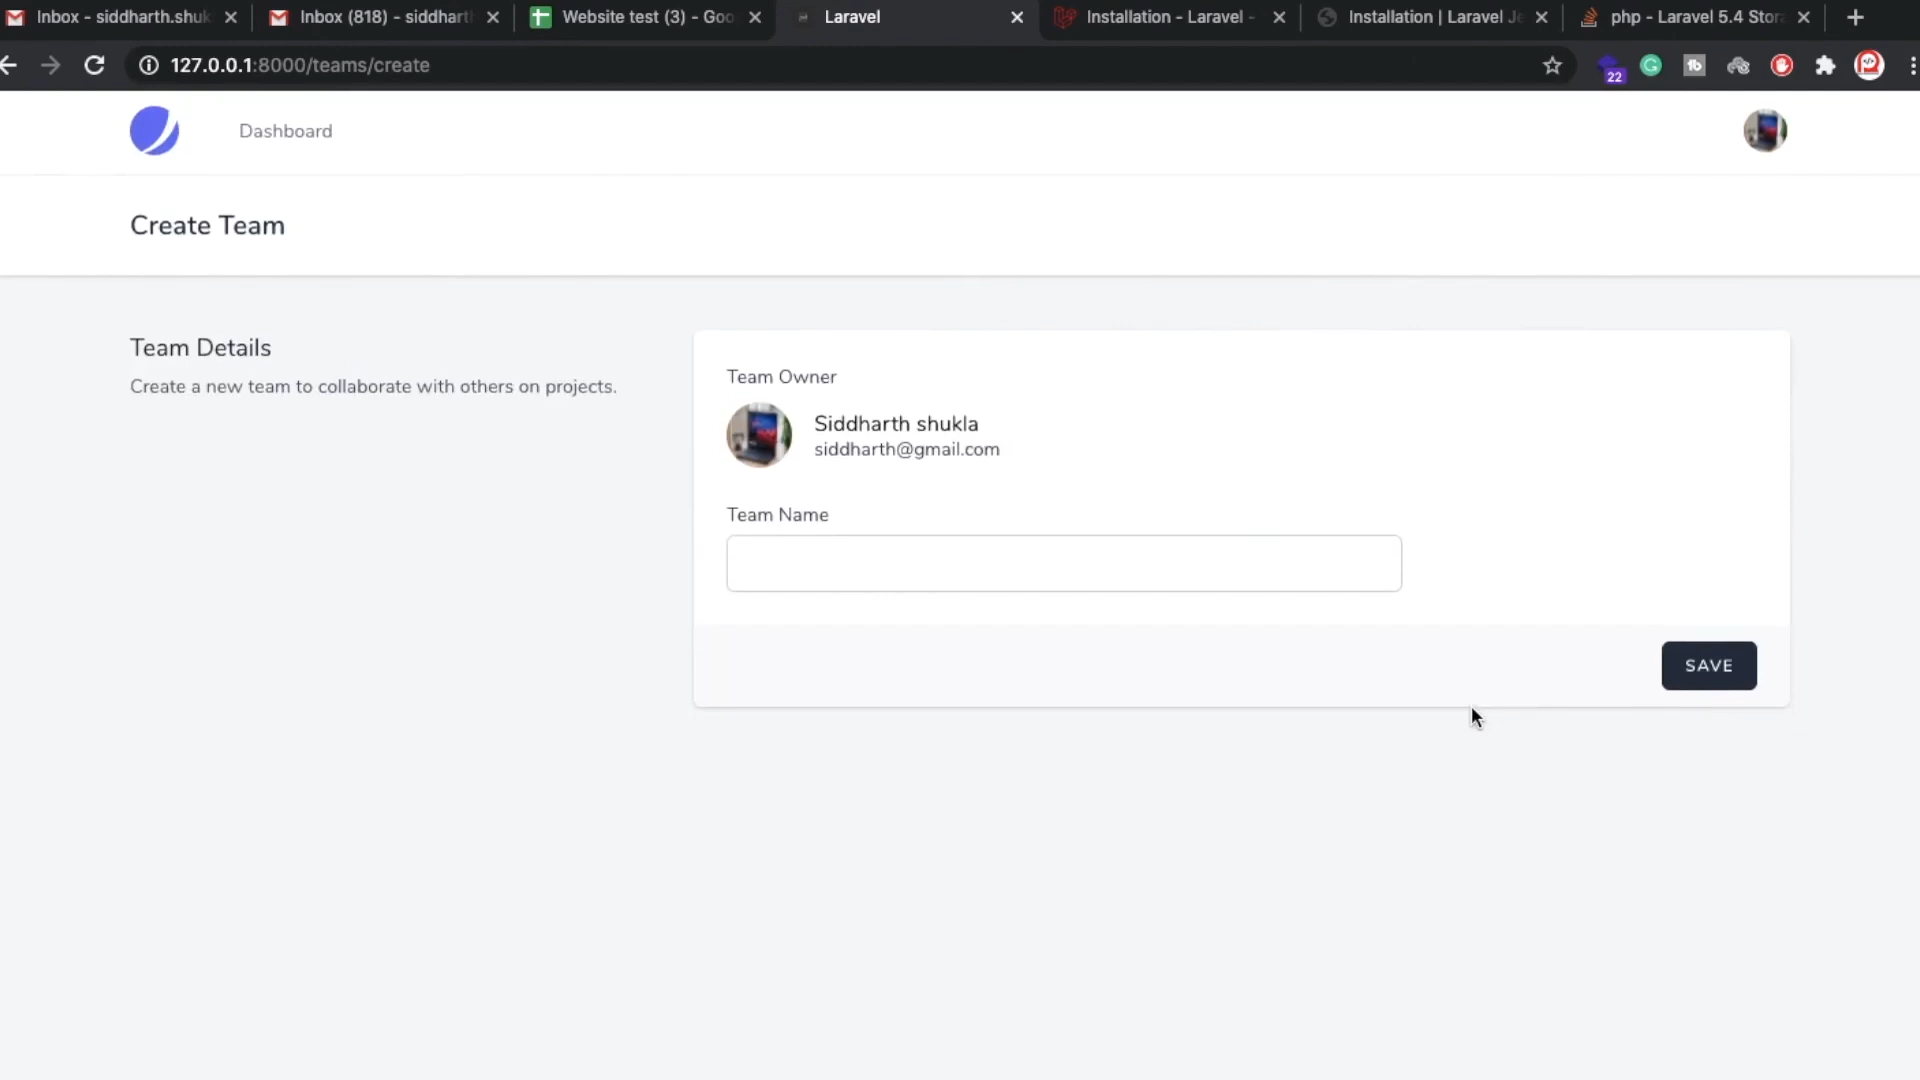 Inbox - siddharth.shuk
Inbox (818) - siddhart
Website test (3) - Goo
Laravel
Installation - Laravel -
Installation | Laravel Je
php - Laravel 5.4 Stor
127.0.0.1:8000/teams/create
22
Dashboard
Create Team
Team Details
Create a new team to collaborate with others on projects.
Team Owner
Siddharth shukla
siddharth@gmail.com
Team Name
SAVE